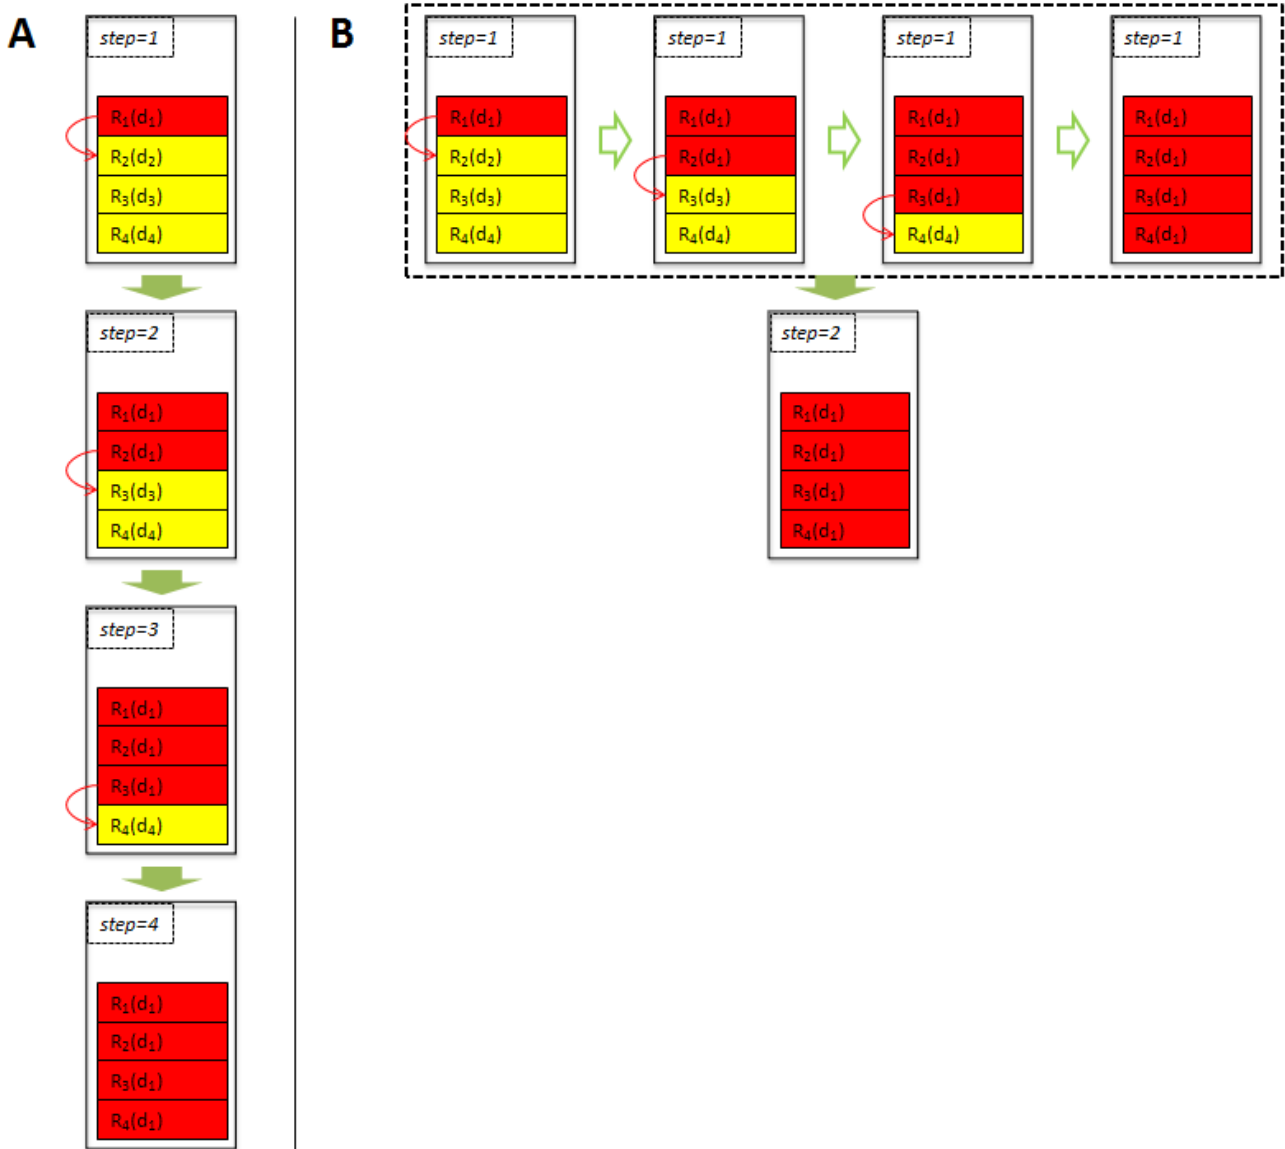 A
step=1
R₁(d₁)
R₂(d₂)
R₃(d₃)
R₄(d₄)
step=2
R₁(d₁)
R₂(d₁)
R₃(d₃)
R₄(d₄)
step=3
R₁(d₁)
R₂(d₁)
R₃(d₁)
R₄(d₄)
step=4
R₁(d₁)
R₂(d₁)
R₃(d₁)
R₄(d₁)
B
step=1
R₁(d₁)
R₂(d₂)
R₃(d₃)
R₄(d₄)
step=1
R₁(d₁)
R₂(d₁)
R₃(d₃)
R₄(d₄)
step=1
R₁(d₁)
R₂(d₁)
R₃(d₁)
R₄(d₄)
step=1
R₁(d₁)
R₂(d₁)
R₃(d₁)
R₄(d₁)
step=2
R₁(d₁)
R₂(d₁)
R₃(d₁)
R₄(d₁)